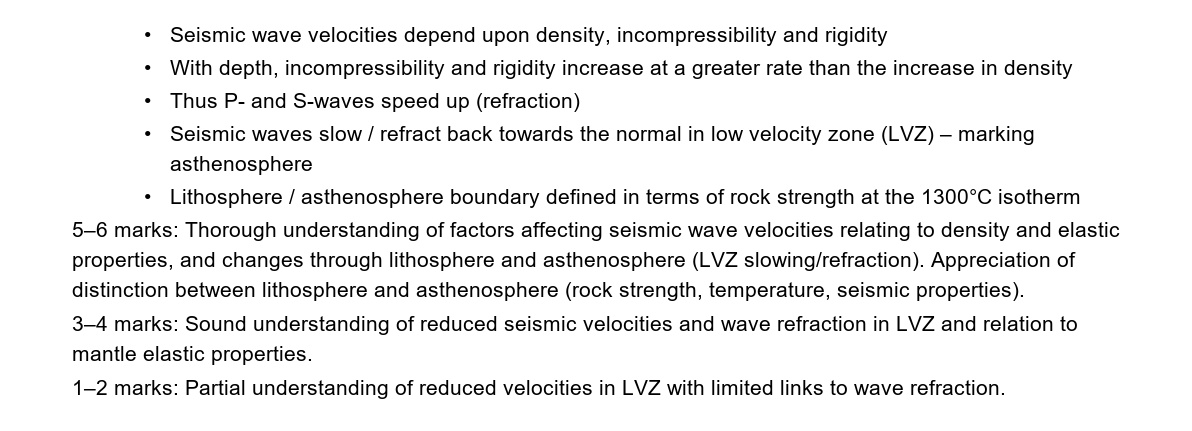 • Seismic wave velocities depend upon density, incompressibility and rigidity
• With depth, incompressibility and rigidity increase at a greater rate than the increase in density
• Thus P- and S-waves speed up (refraction)
• Seismic waves slow / refract back towards the normal in low velocity zone (LVZ) – marking
asthenosphere
• Lithosphere / asthenosphere boundary defined in terms of rock strength at the 1300°C isotherm
5–6 marks: Thorough understanding of factors affecting seismic wave velocities relating to density and elastic
properties, and changes through lithosphere and asthenosphere (LVZ slowing/refraction). Appreciation of
distinction between lithosphere and asthenosphere (rock strength, temperature, seismic properties).
3–4 marks: Sound understanding of reduced seismic velocities and wave refraction in LVZ and relation to
mantle elastic properties.
1–2 marks: Partial understanding of reduced velocities in LVZ with limited links to wave refraction.